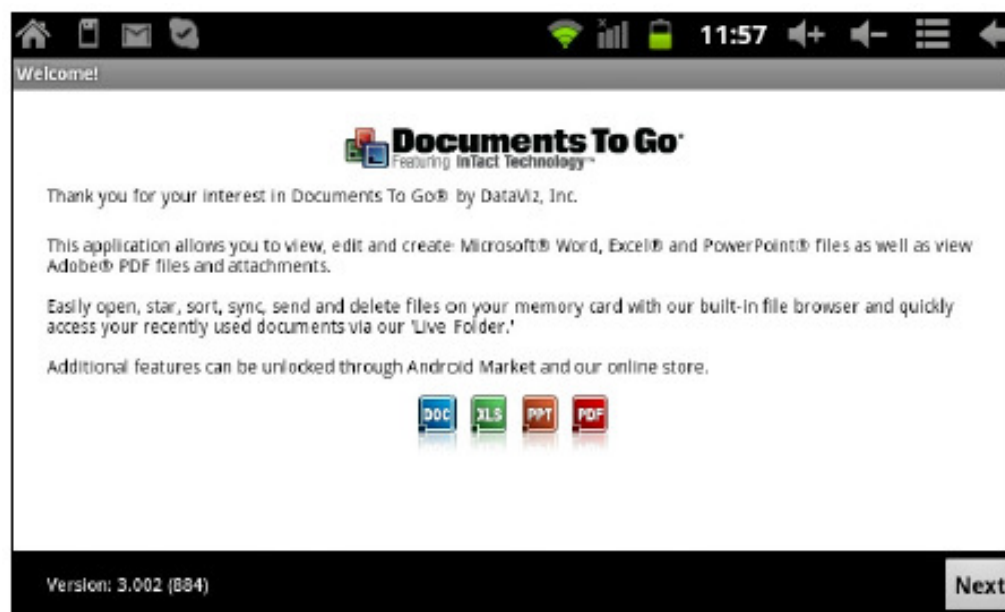 11:57
Welcome!
Documents To Go®
Featuring InTact Technology™
Thank you for your interest in Documents To Go® by DataViz, Inc.
This application allows you to view, edit and create Microsoft® Word, Excel® and PowerPoint® files as well as view
Adobe® PDF files and attachments.
Easily open, star, sort, sync, send and delete files on your memory card with our built-in file browser and quickly
access your recently used documents via our 'Live Folder.'
Additional features can be unlocked through Android Market and our online store.
DOC XLS PPT PDF
Version: 3.002 (884)
Next